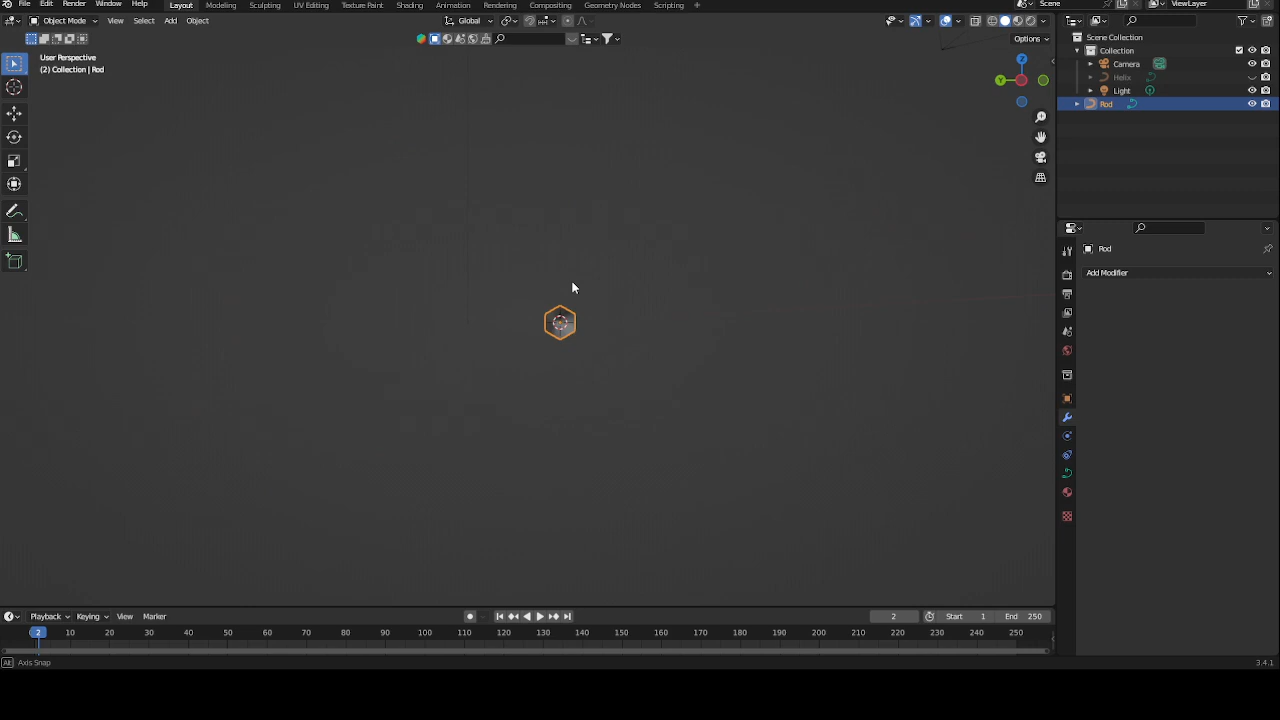 File Edit Render Window Help Layout Modeling Sculpting UV Editing Texture Paint Shading Animation Rendering Compositing Geometry Nodes Scripting + Scene ViewLayer
Object Mode View Select Add Object Global
Options
User Perspective
(2) Collection | Rod
Z
Y
Scene Collection
Collection
Camera
Helix
Light
Rod
Rod
Add Modifier
Playback Keying View Marker 2 Start 1 End 250
2 10 20 30 40 50 60 70 80 90 100 110 120 130 140 150 160 170 180 190 200 210 220 230 240 250
Alt Axis Snap 3.4.1